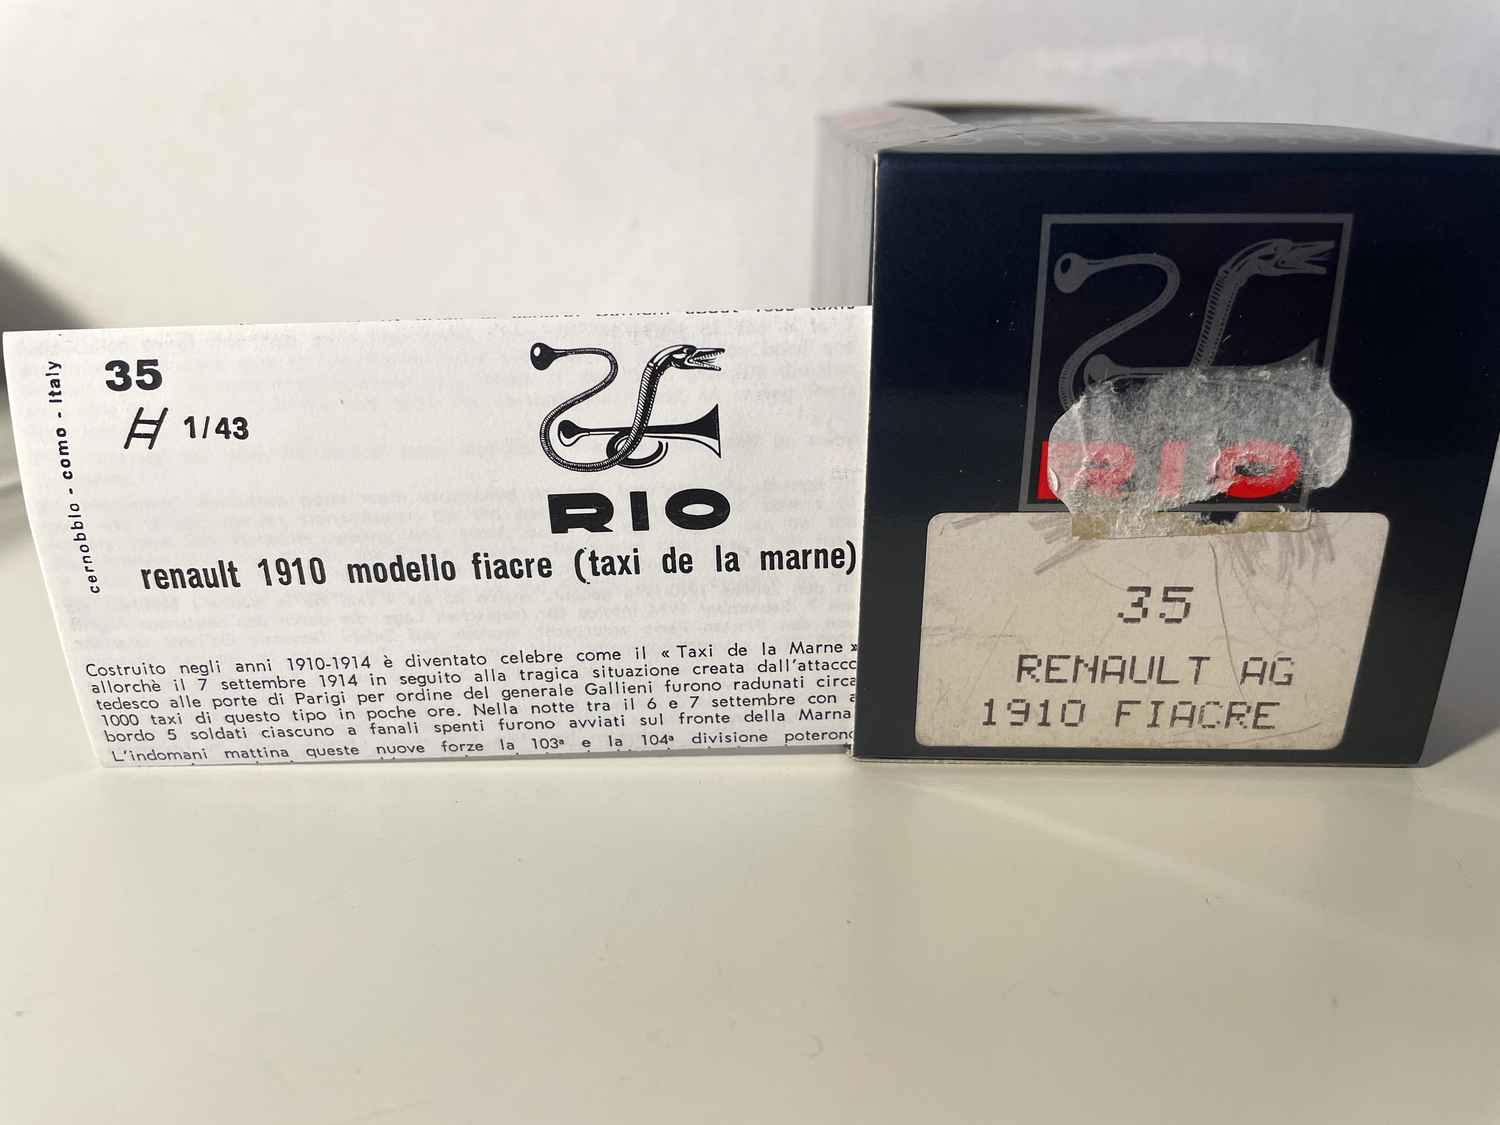 cernobbio - como - Italy
35
1/43
RIO
renault 1910 modello fiacre (taxi de la marne)
Costruito negli anni 1910-1914 è diventato celebre come il « Taxi de la Marne »
allorchè il 7 settembre 1914 in seguito alla tragica situazione creata dall'attacco
tedesco alle porte di Parigi per ordine del generale Gallieni furono radunati circa
1000 taxi di questo tipo in poche ore. Nella notte tra il 6 e 7 settembre con a
bordo 5 soldati ciascuno a fanali spenti furono avviati sul fronte della Marna
L'indomani mattina queste nuove forze la 103ª e la 104ª divisione poterono
RIO
35
RENAULT AG
1910 FIACRE